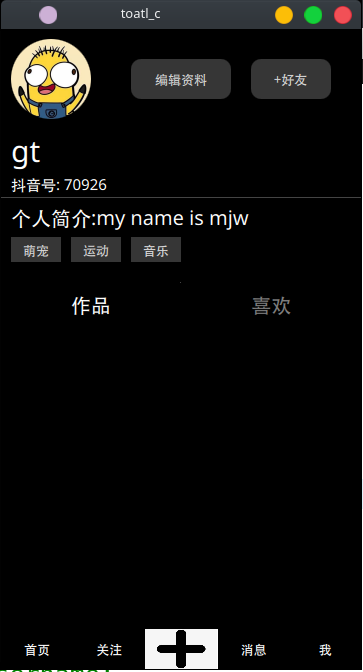 toatl_c
编辑资料 +好友
gt
抖音号: 70926
个人简介:my name is mjw
萌宠 运动 音乐
作品 喜欢
首页 关注 消息 我